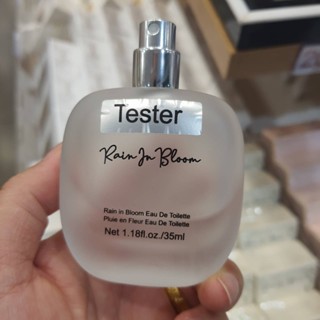 Tester
Rain In Bloom
Rain in Bloom Eau De Toilette
Pluie en Fleur Eau De Toilette
Net 1.18fl.oz./35ml